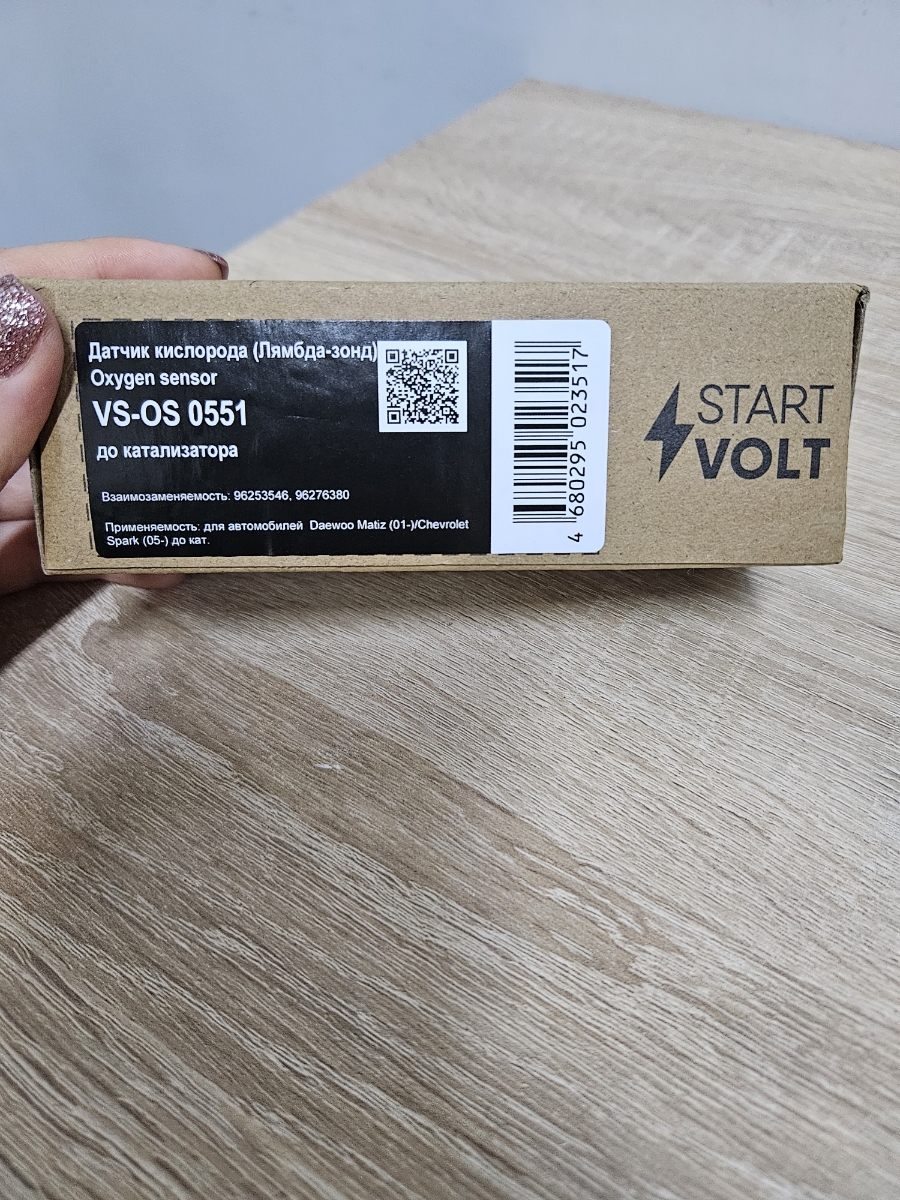 Датчик кислорода (Лямбда-зонд)
Oxygen sensor
VS-OS 0551
до катализатора
Взаимозаменяемость: 96253546, 96276380
Применяемость: для автомобилей Daewoo Matiz (01-)/Chevrolet
Spark (05-) до кат.
4 680295 023517
START
VOLT